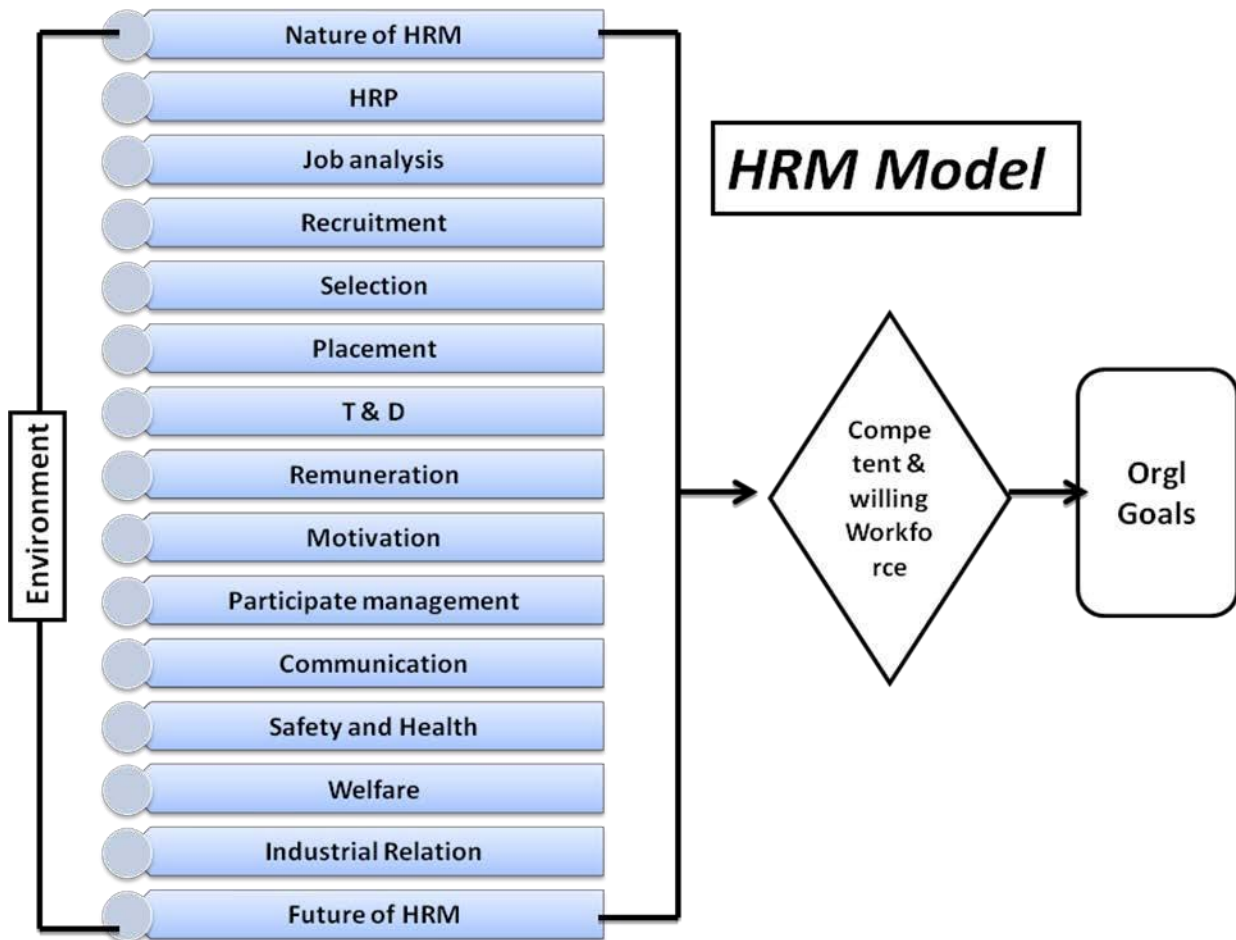 Nature of HRM
HRP
Job analysis
Recruitment
Selection
Placement
T & D
Remuneration
Motivation
Participate management
Communication
Safety and Health
Welfare
Industrial Relation
Future of HRM
Environment
HRM Model
Compe
tent &
willing
Workfo
rce
Orgl
Goals